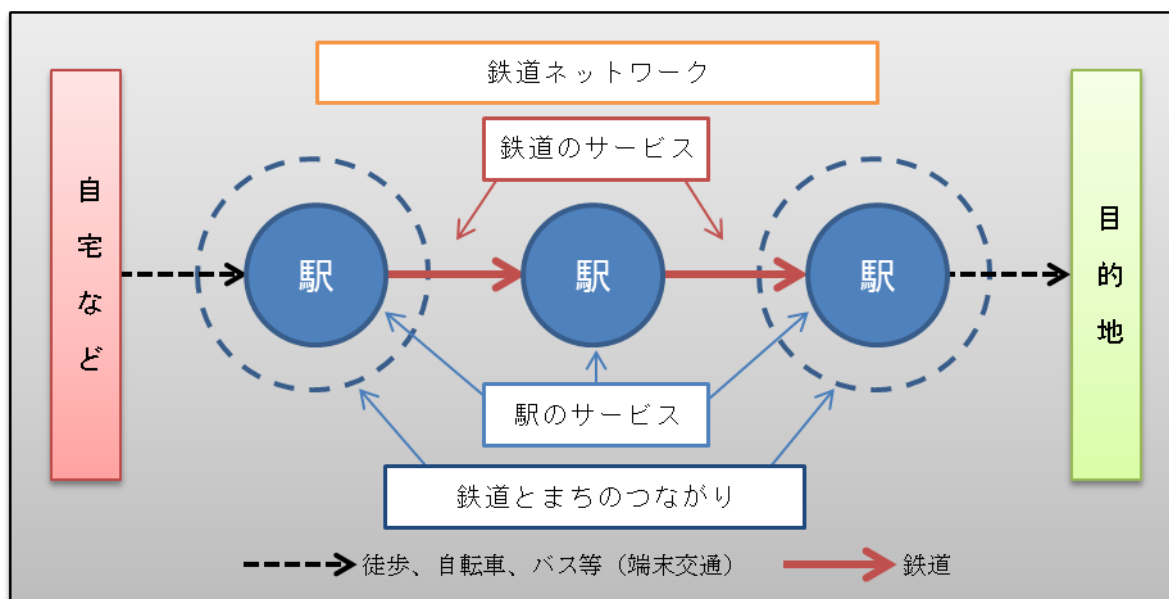 鉄道ネットワーク
鉄道のサービス
自宅など
駅
駅
駅
目的地
駅のサービス
鉄道とまちのつながり
徒歩、自転車、バス等（端末交通）
鉄道